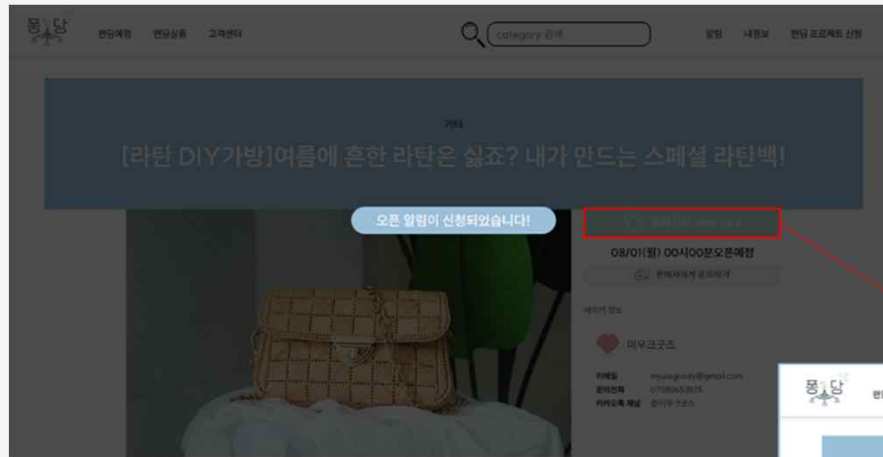 몽당
펀딩예정 펀딩상품 고객센터
category 검색
알림 내정보 펀딩 프로젝트 신청
기타
[라탄 DIY가방]여름에 흔한 라탄은 싫죠? 내가 만드는 스페셜 라탄백!
오픈 알림이 신청되었습니다!
08/01(월) 00시00분오픈예정
판매자에게 문의하기
메이커 정보
미우크굿즈
이메일
문의전화
카카오톡 채널 @미우크굿즈
몽당